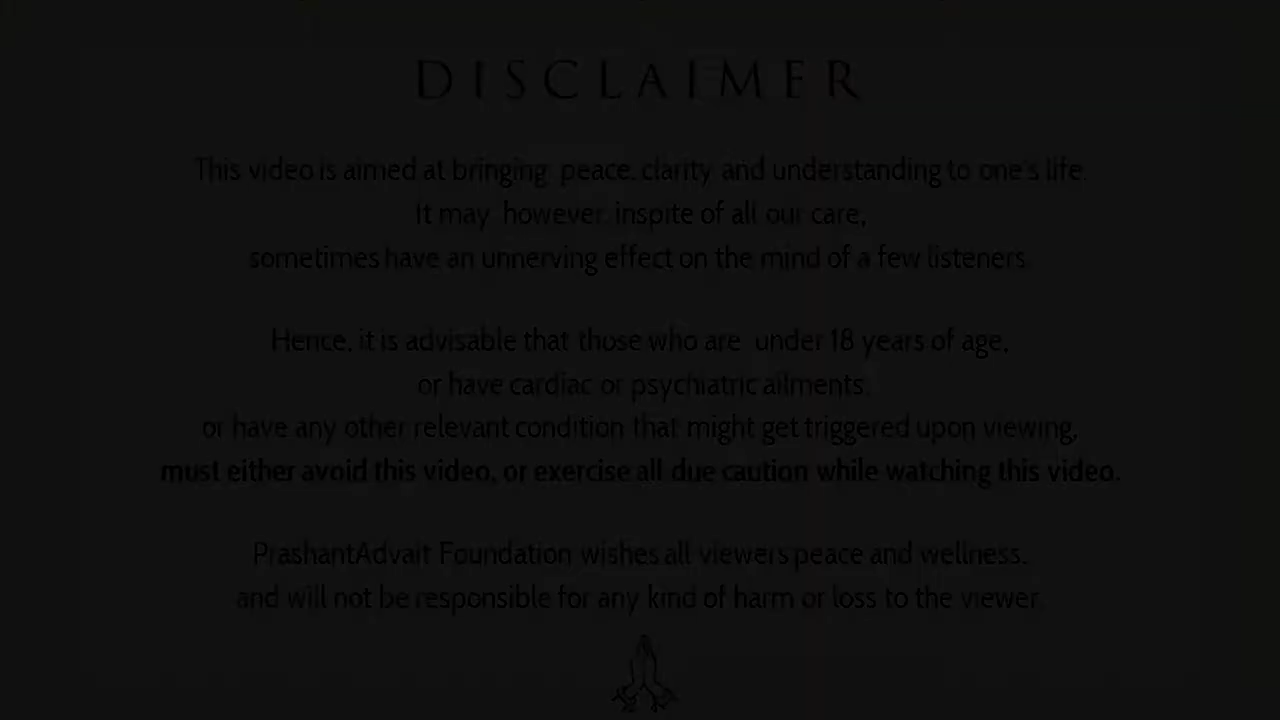 DISCLAIMER
This video is aimed at bringing peace, clarity and understanding to one's life.
It may however, inspite of all our care,
sometimes have an unnerving effect on the mind of a few listeners.
Hence, it is advisable that those who are under 18 years of age,
or have cardiac or psychiatric ailments,
or have any other relevant condition that might get triggered upon viewing,
must either avoid this video, or exercise all due caution while watching this video.
PrashantAdvait Foundation wishes all viewers peace and wellness,
and will not be responsible for any kind of harm or loss to the viewer.